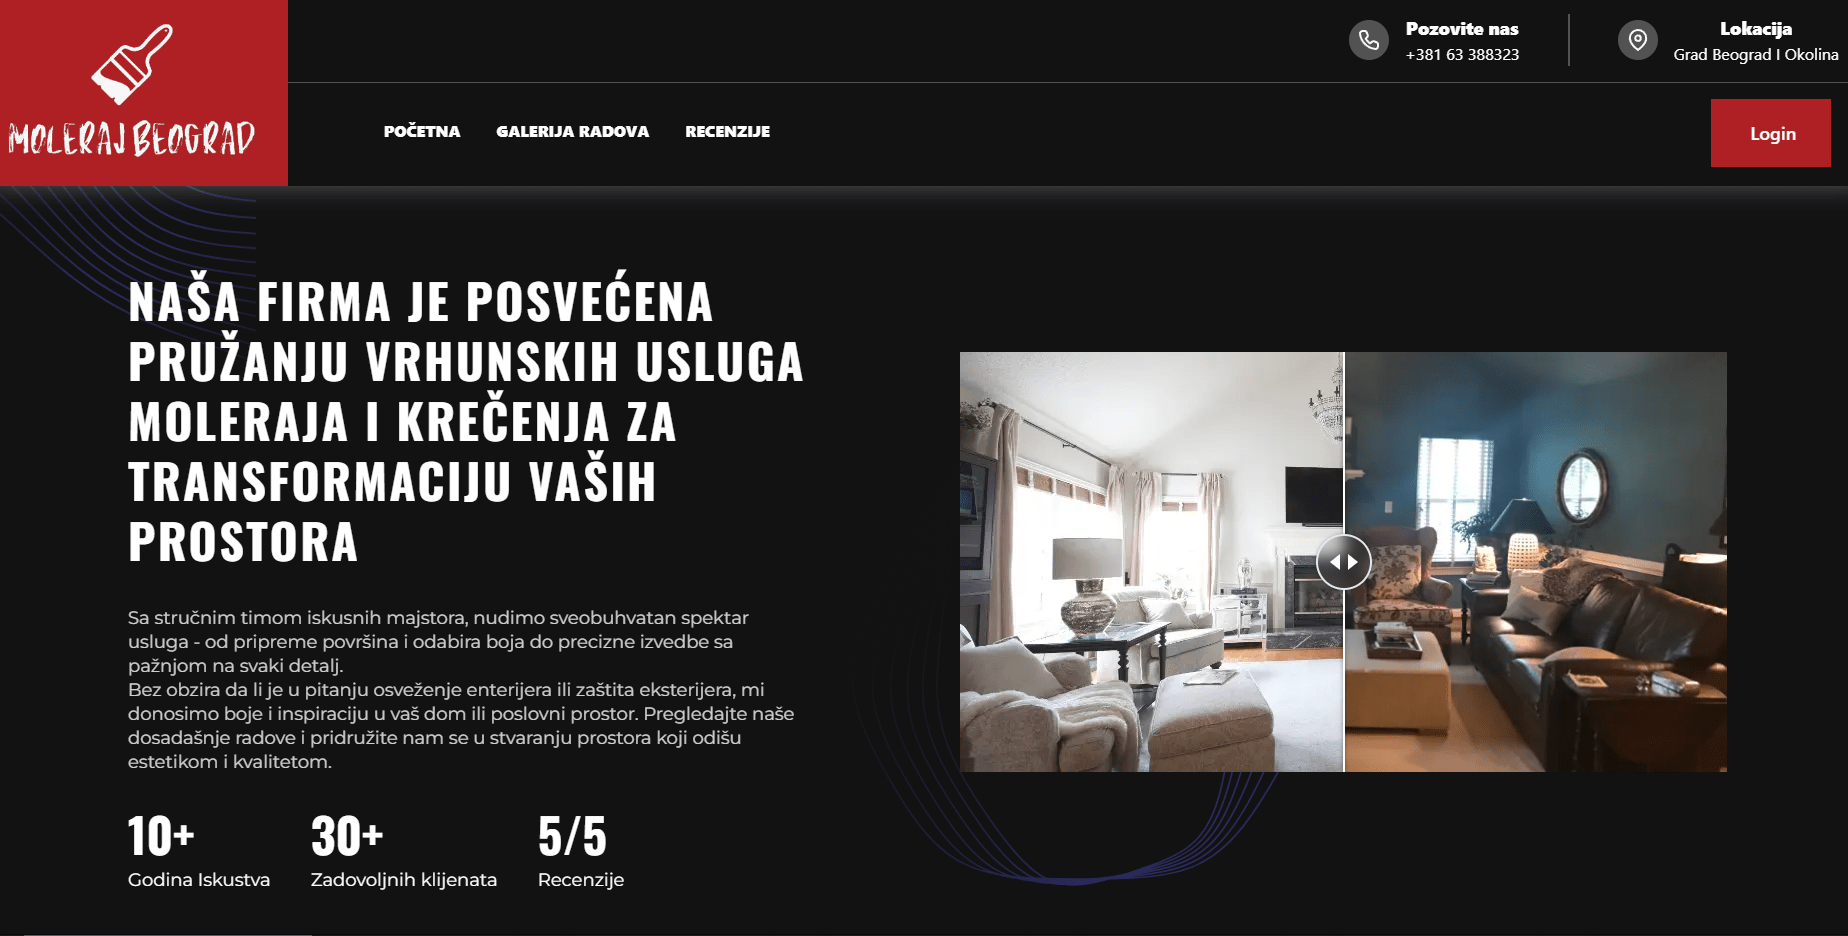 MOLERAJ BEOGRAD
Pozovite nas
+381 63 388323
Lokacija
Grad Beograd I Okolina
POČETNA
GALERIJA RADOVA
RECENZIJE
Login
NAŠA FIRMA JE POSVEĆENA
PRUŽANJU VRHUNSKIH USLUGA
MOLERAJA I KREČENJA ZA
TRANSFORMACIJU VAŠIH
PROSTORA
Sa stručnim timom iskusnih majstora, nudimo sveobuhvatan spektar
usluga - od pripreme površina i odabira boja do precizne izvedbe sa
pažnjom na svaki detalj.
Bez obzira da li je u pitanju osveženje enterijera ili zaštita eksterijera, mi
donosimo boje i inspiraciju u vaš dom ili poslovni prostor. Pregledajte naše
dosadašnje radove i pridružite nam se u stvaranju prostora koji odišu
estetikom i kvalitetom.
10+
Godina Iskustva
30+
Zadovoljnih klijenata
5/5
Recenzije